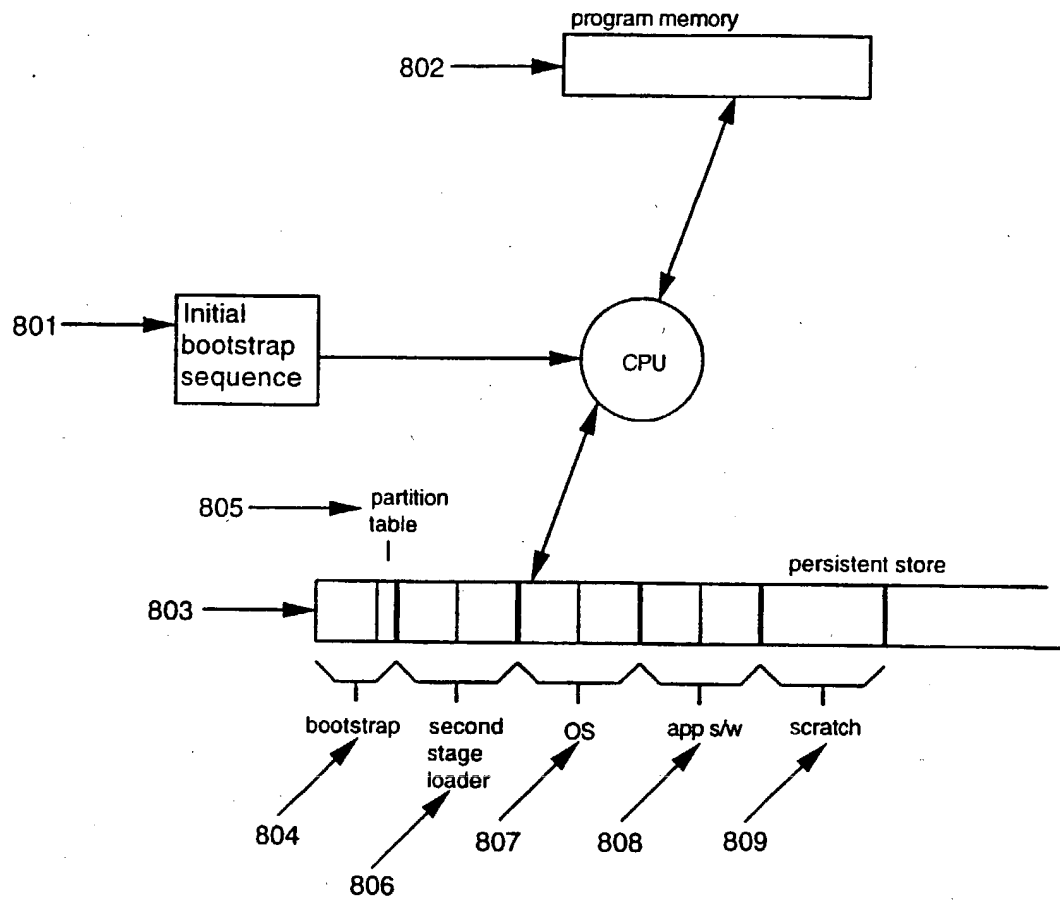 program memory
802
801
Initial
bootstrap
sequence
CPU
805
partition
table
persistent store
803
bootstrap
second
stage
loader
OS
app s/w
scratch
804
806
807
808
809